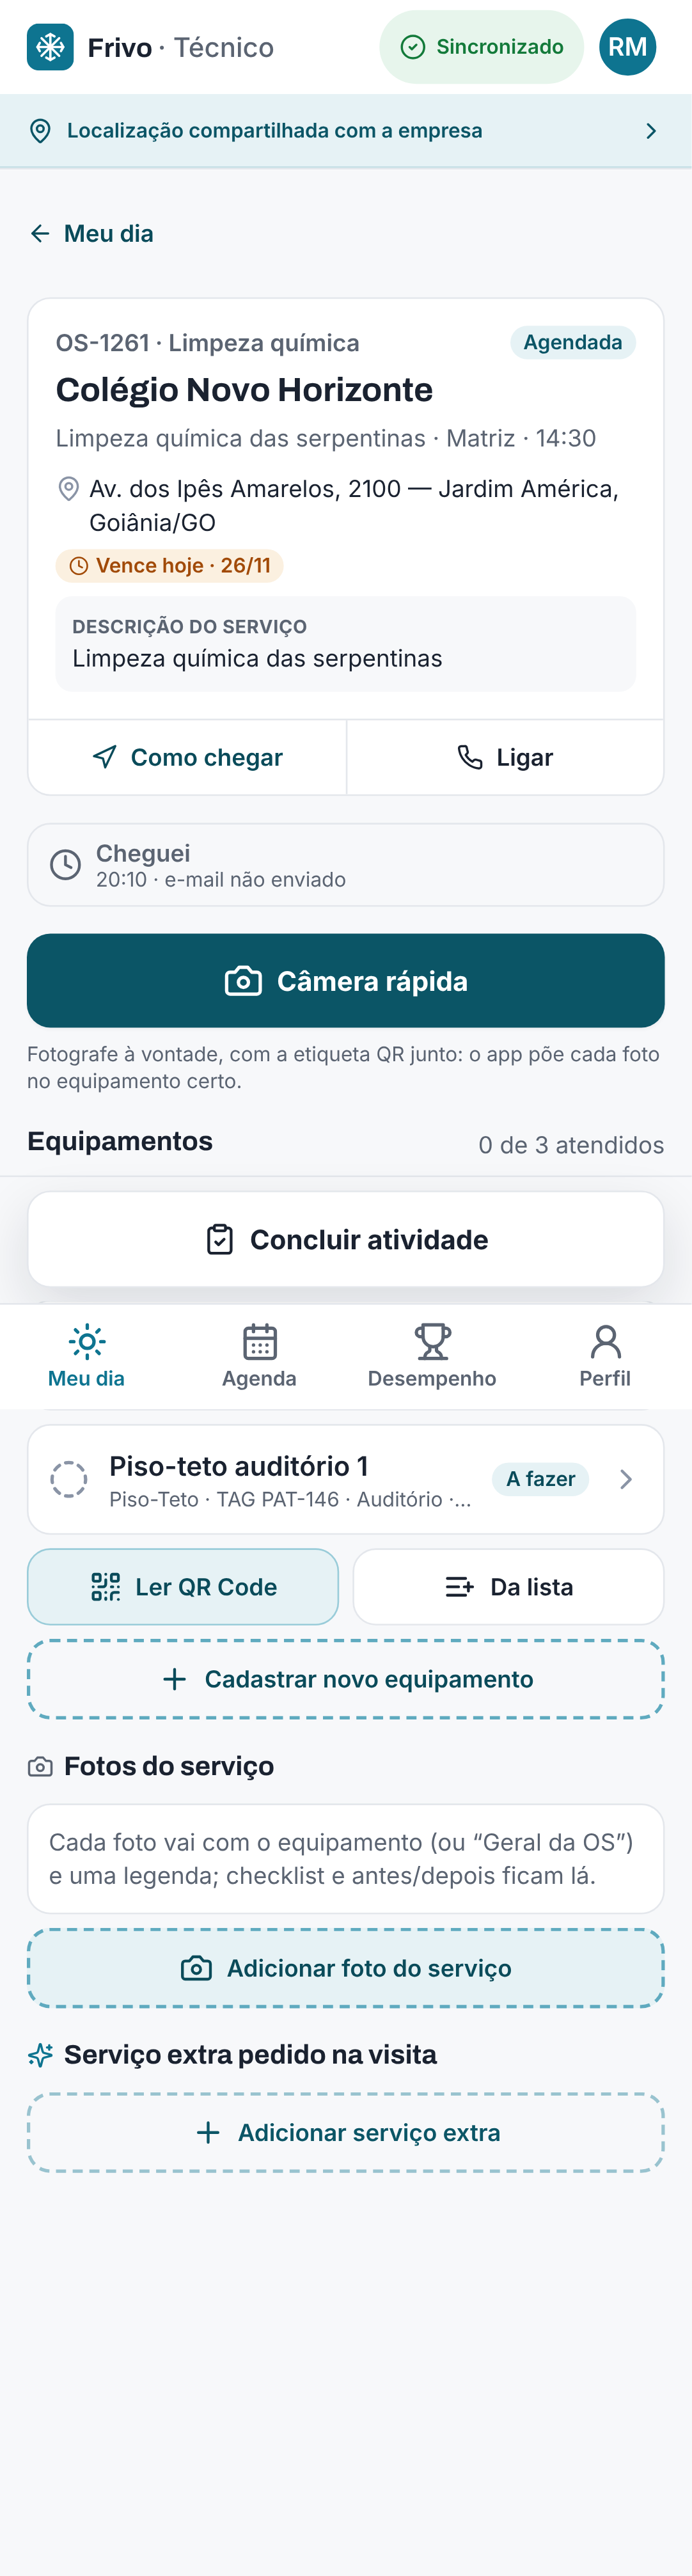 Frivo · Técnico
Sincronizado
RM
Localização compartilhada com a empresa
Meu dia
OS-1261 · Limpeza química
Agendada
Colégio Novo Horizonte
Limpeza química das serpentinas · Matriz · 14:30
Av. dos Ipês Amarelos, 2100 — Jardim América,
Goiânia/GO
Vence hoje · 26/11
DESCRIÇÃO DO SERVIÇO
Limpeza química das serpentinas
Como chegar
Ligar
Cheguei
20:10 · e-mail não enviado
Câmera rápida
Fotografe à vontade, com a etiqueta QR junto: o app põe cada foto
no equipamento certo.
Equipamentos
0 de 3 atendidos
Concluir atividade
Meu dia
Agenda
Desempenho
Perfil
Piso-teto auditório 1
Piso-Teto · TAG PAT-146 · Auditório ·...
A fazer
Ler QR Code
Da lista
Cadastrar novo equipamento
Fotos do serviço
Cada foto vai com o equipamento (ou “Geral da OS”)
e uma legenda; checklist e antes/depois ficam lá.
Adicionar foto do serviço
Serviço extra pedido na visita
Adicionar serviço extra